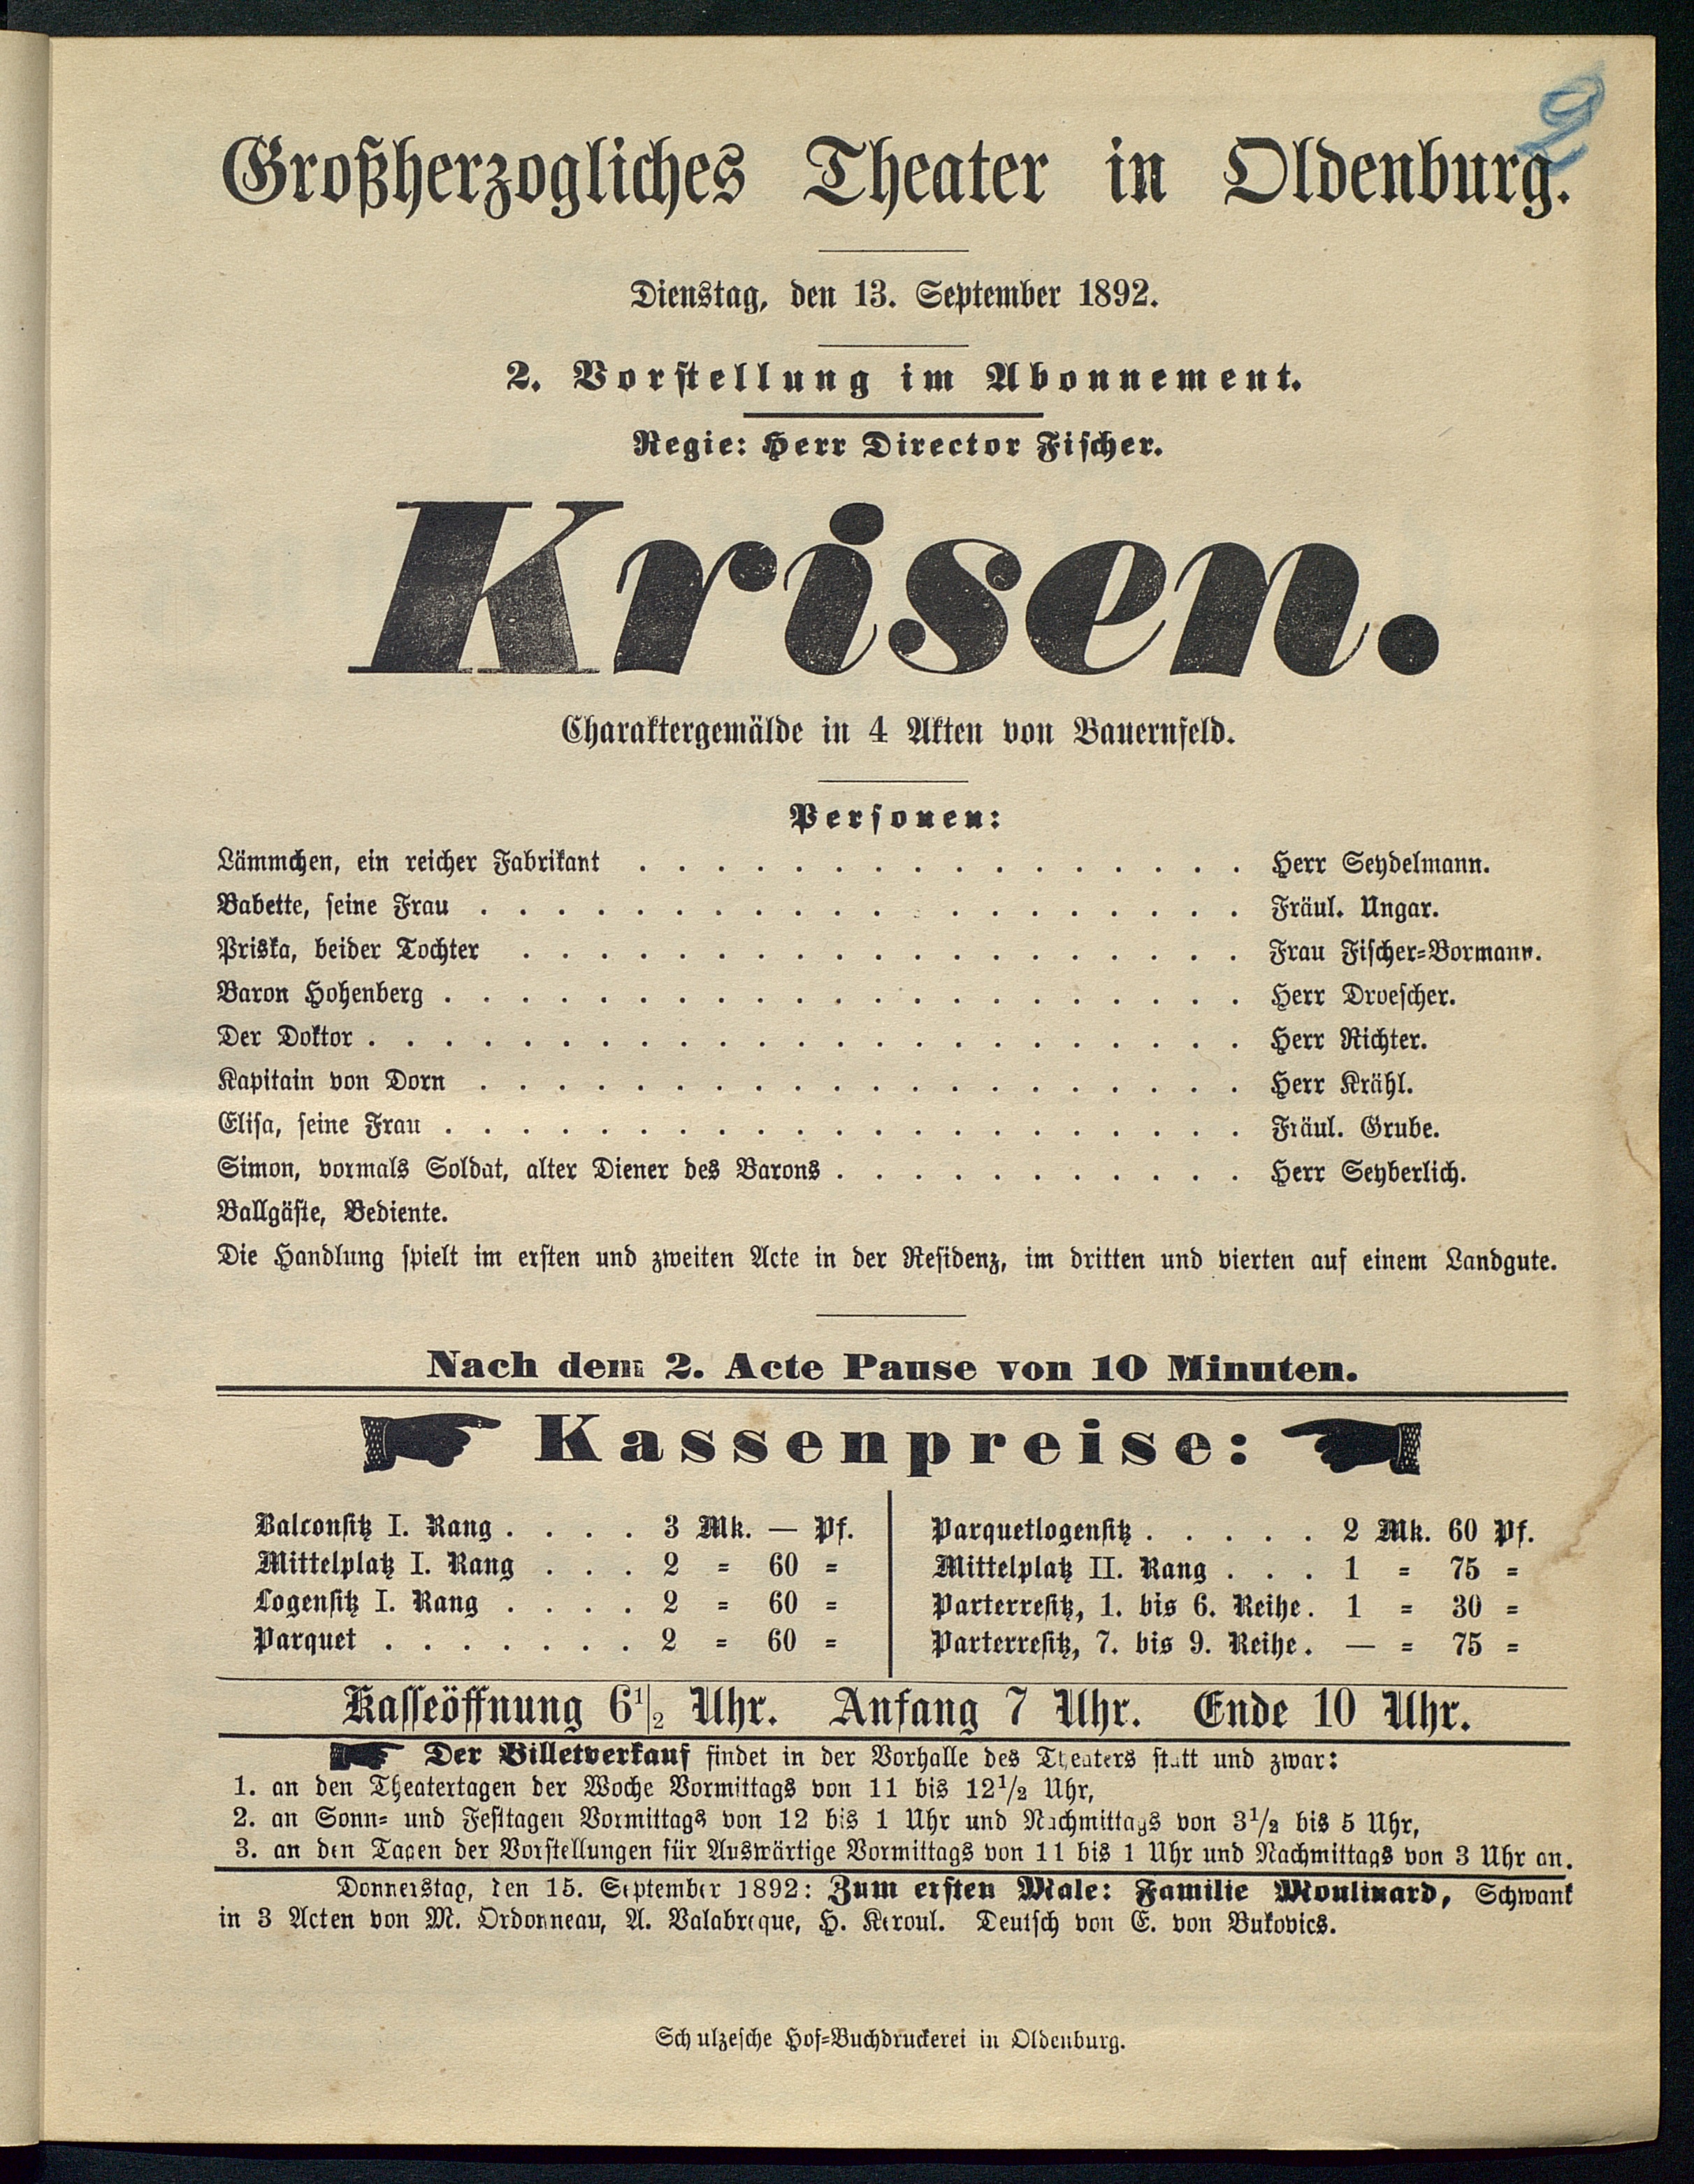 2
Großherzogliches Theater in Oldenburg.
Dienstag, den 13. September 1892.
2. Vorstellung im Abonnement.
Regie: Herr Director Fischer.
Krisen.
Charaktergemälde in 4 Akten von Bauernfeld.
Personen:
Lämmchen, ein reicher Fabrikant . . . . . . . . . . . . . . . . Herr Seydelmann.
Babette, seine Frau . . . . . . . . . . . . . . . . . . . . Fräul. Ungar.
Priska, beider Tochter . . . . . . . . . . . . . . . . . . . Frau Fischer=Bormann.
Baron Hohenberg . . . . . . . . . . . . . . . . . . . . . Herr Droescher.
Der Doktor . . . . . . . . . . . . . . . . . . . . . . . Herr Richter.
Kapitain von Dorn . . . . . . . . . . . . . . . . . . . . Herr Krähl.
Elisa, seine Frau . . . . . . . . . . . . . . . . . . . . . Fräul. Grube.
Simon, vormals Soldat, alter Diener des Barons . . . . . . . . . . . Herr Seyberlich.
Ballgäste, Bediente.
Die Handlung spielt im ersten und zweiten Acte in der Residenz, im dritten und vierten auf einem Landgute.
Nach dem 2. Acte Pause von 10 Minuten.
Kassenpreise:
Balconsitz I. Rang . . . . 3 Mk. — Pf.
Mittelplatz I. Rang . . . 2 = 60 =
Logensitz I. Rang . . . . 2 = 60 =
Parquet . . . . . . . 2 = 60 =
Parquetlogensitz . . . . . 2 Mk. 60 Pf.
Mittelplatz II. Rang . . . 1 = 75 =
Parterresitz, 1. bis 6. Reihe . 1 = 30 =
Parterresitz, 7. bis 9. Reihe . — = 75 =
Kasseöffnung 6½ Uhr. Anfang 7 Uhr. Ende 10 Uhr.
Der Billetverkauf findet in der Vorhalle des Theaters statt und zwar:
1. an den Theatertagen der Woche Vormittags von 11 bis 12½ Uhr,
2. an Sonn= und Festtagen Vormittags von 12 bis 1 Uhr und Nachmittags von 3½ bis 5 Uhr,
3. an den Tagen der Vorstellungen für Auswärtige Vormittags von 11 bis 1 Uhr und Nachmittags von 3 Uhr an.
Donnerstag, den 15. September 1892: Zum ersten Male: Familie Moulinard, Schwank
in 3 Acten von M. Ordonneau, A. Valabreque, H. Keroul. Deutsch von E. von Bukovics.
Schulzesche Hof=Buchdruckerei in Oldenburg.